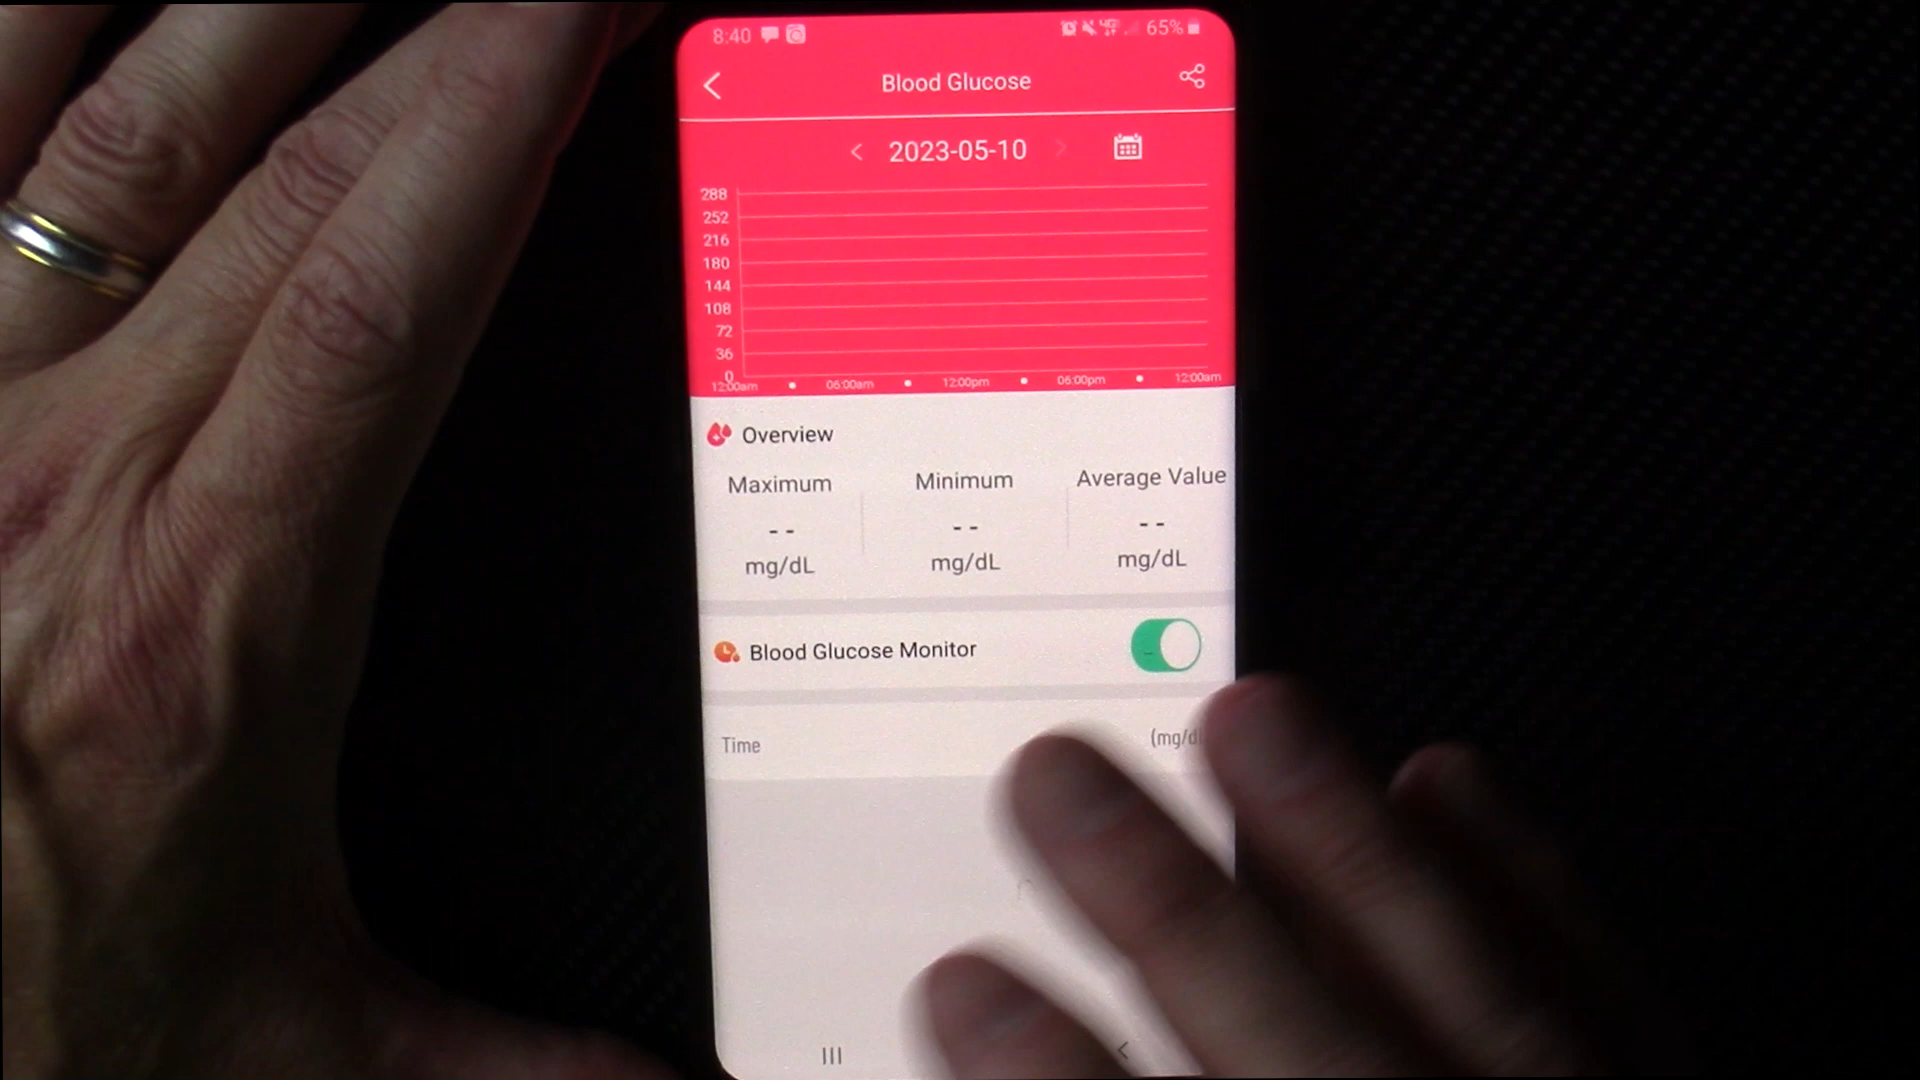 8:40 65%
Blood Glucose
2023-05-10
288
252
216
180
144
108
72
36
0
12:00am 06:00am 12:00pm 06:00pm 12:00am
Overview
Maximum Minimum Average Value
-- -- --
mg/dL mg/dL mg/dL
Blood Glucose Monitor
Time (mg/dL